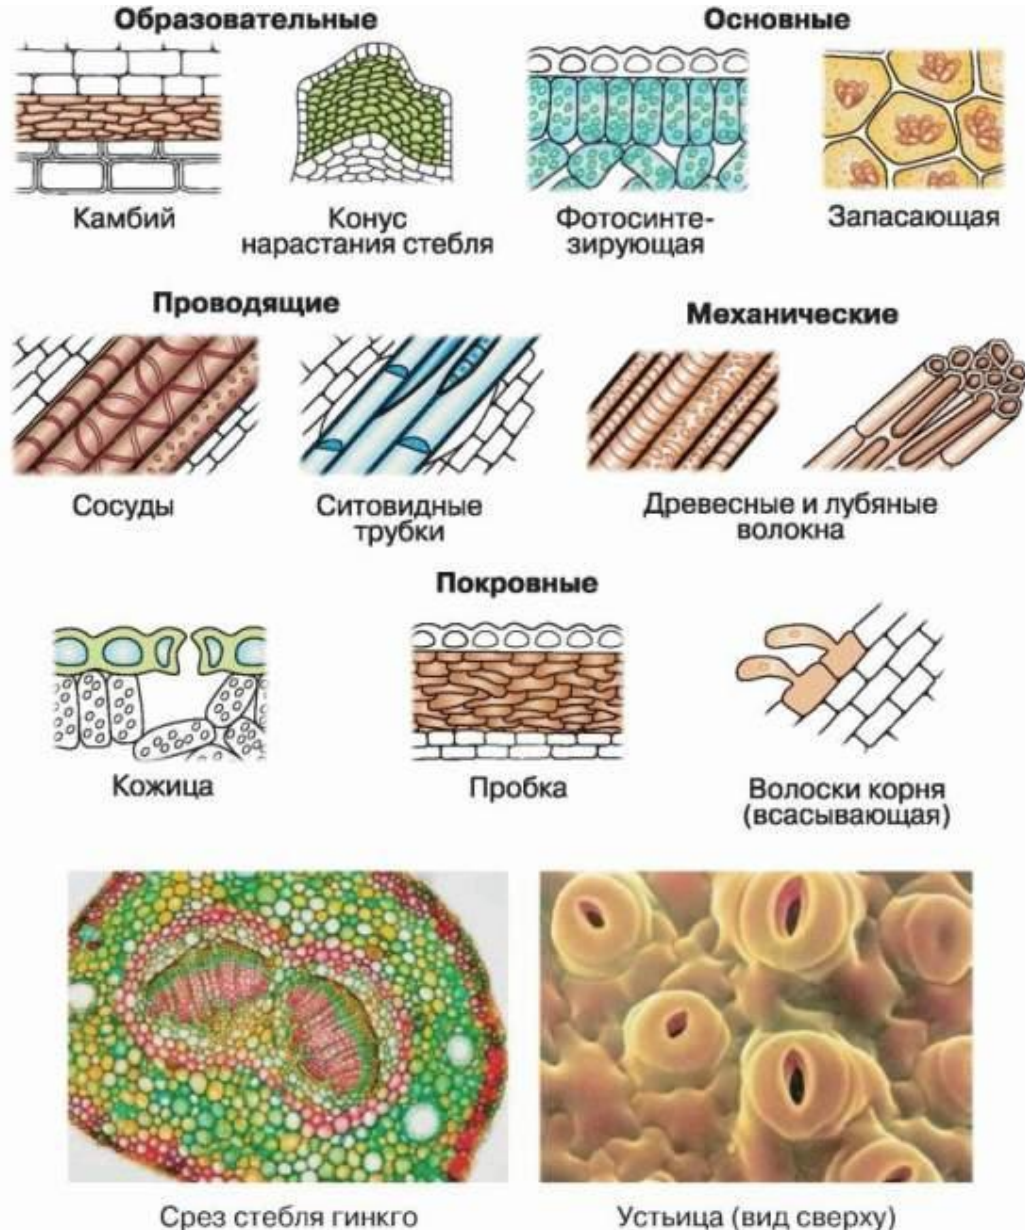 Образовательные
Основные
Камбий
Конус
нарастания стебля
Фотосинте-
зирующая
Запасающая
Проводящие
Механические
Сосуды
Ситовидные
трубки
Древесные и лубяные
волокна
Покровные
Кожица
Пробка
Волоски корня
(всасывающая)
Срез стебля гинкго
Устьица (вид сверху)